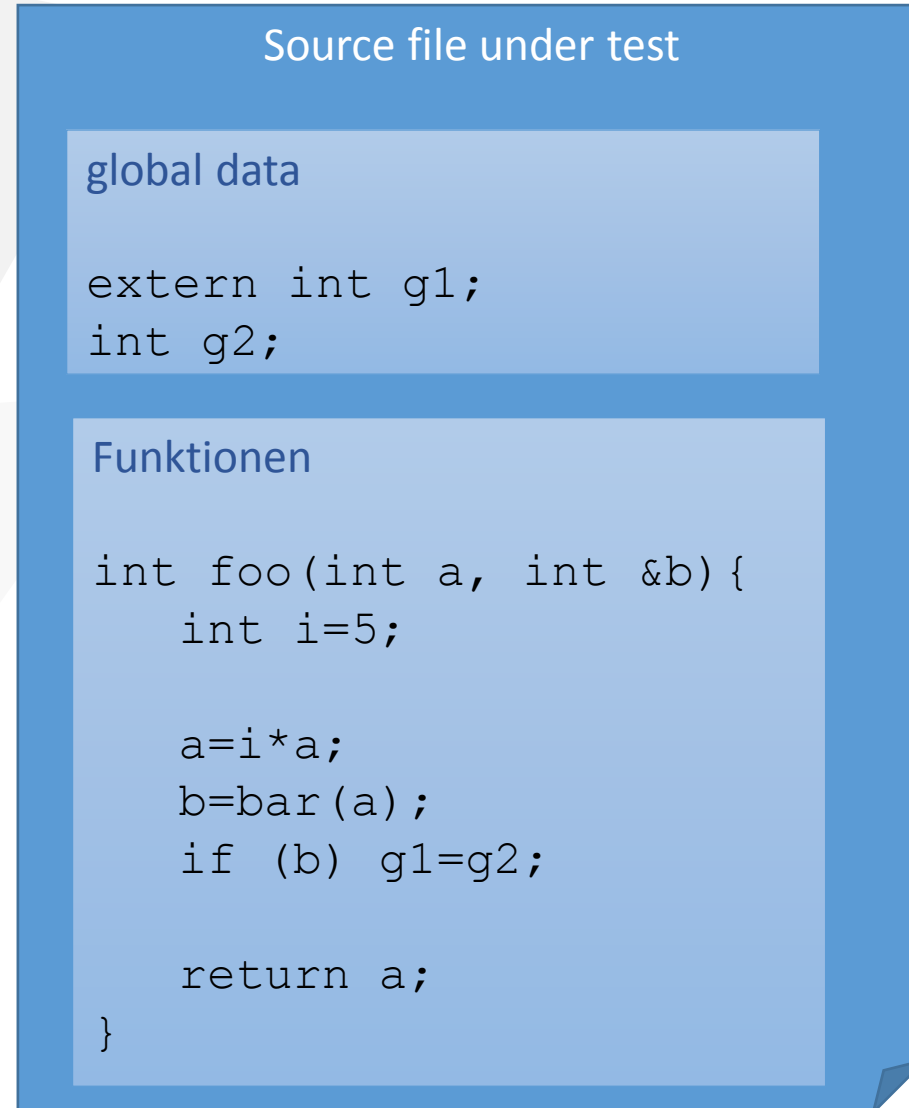 Source file under test
global data
extern int g1;
int g2;
Funktionen
int foo(int a, int &b){
int i=5;
a=i*a;
b=bar(a);
if (b) g1=g2;
return a;
}